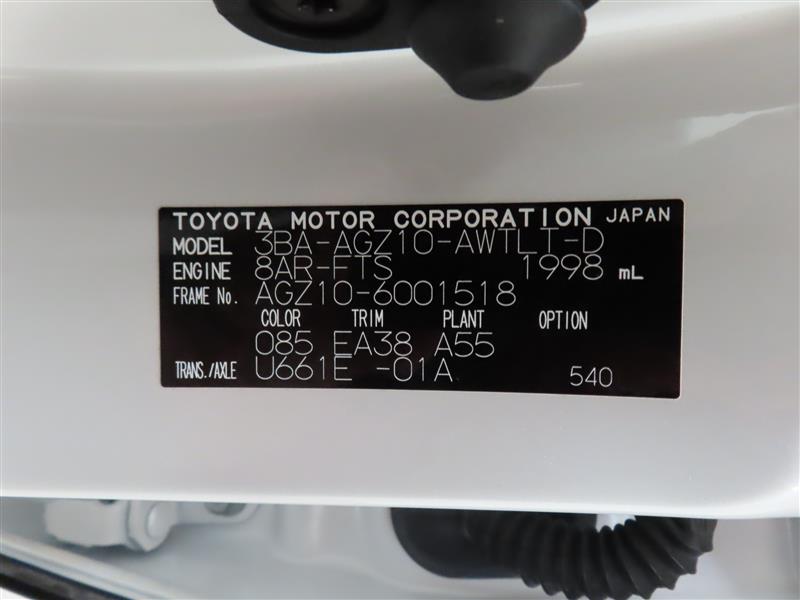 TOYOTA MOTOR CORPORATION JAPAN
MODEL 3BA-AGZ10-AWTLT-D
ENGINE 8AR-FTS 1998 mL
FRAME No. AGZ10-6001518
COLOR TRIM PLANT OPTION
085 EA38 A55
TRANS./AXLE U661E -01A 540